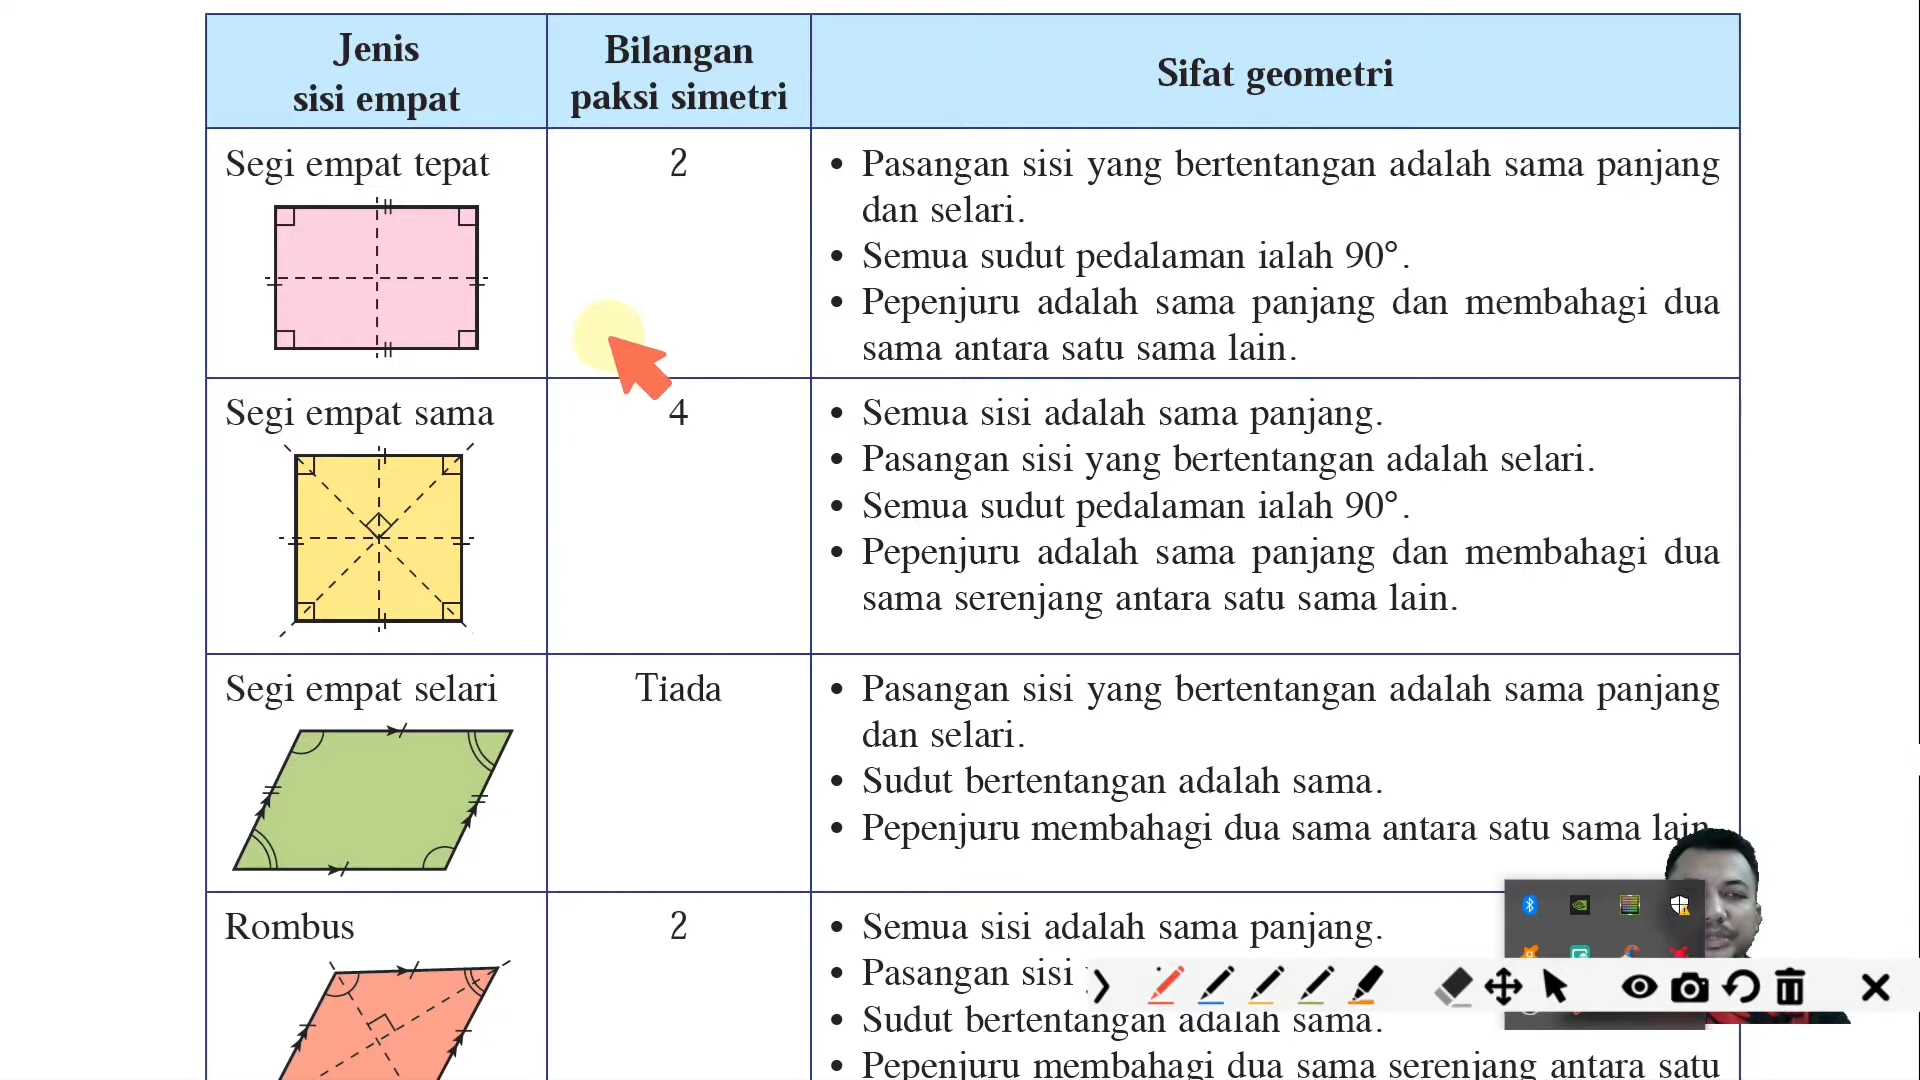 Jenis
sisi empat
Bilangan
paksi simetri
Sifat geometri
Segi empat tepat
2
• Pasangan sisi yang bertentangan adalah sama panjang
dan selari.
• Semua sudut pedalaman ialah 90°.
• Pepenjuru adalah sama panjang dan membahagi dua
sama antara satu sama lain.
Segi empat sama
4
• Semua sisi adalah sama panjang.
• Pasangan sisi yang bertentangan adalah selari.
• Semua sudut pedalaman ialah 90°.
• Pepenjuru adalah sama panjang dan membahagi dua
sama serenjang antara satu sama lain.
Segi empat selari
Tiada
• Pasangan sisi yang bertentangan adalah sama panjang
dan selari.
• Sudut bertentangan adalah sama.
• Pepenjuru membahagi dua sama antara satu sama lain
Rombus
2
• Semua sisi adalah sama panjang.
• Pasangan sisi
• Sudut bertentangan adalah sama.
• Pepenjuru membahagi dua sama serenjang antara satu